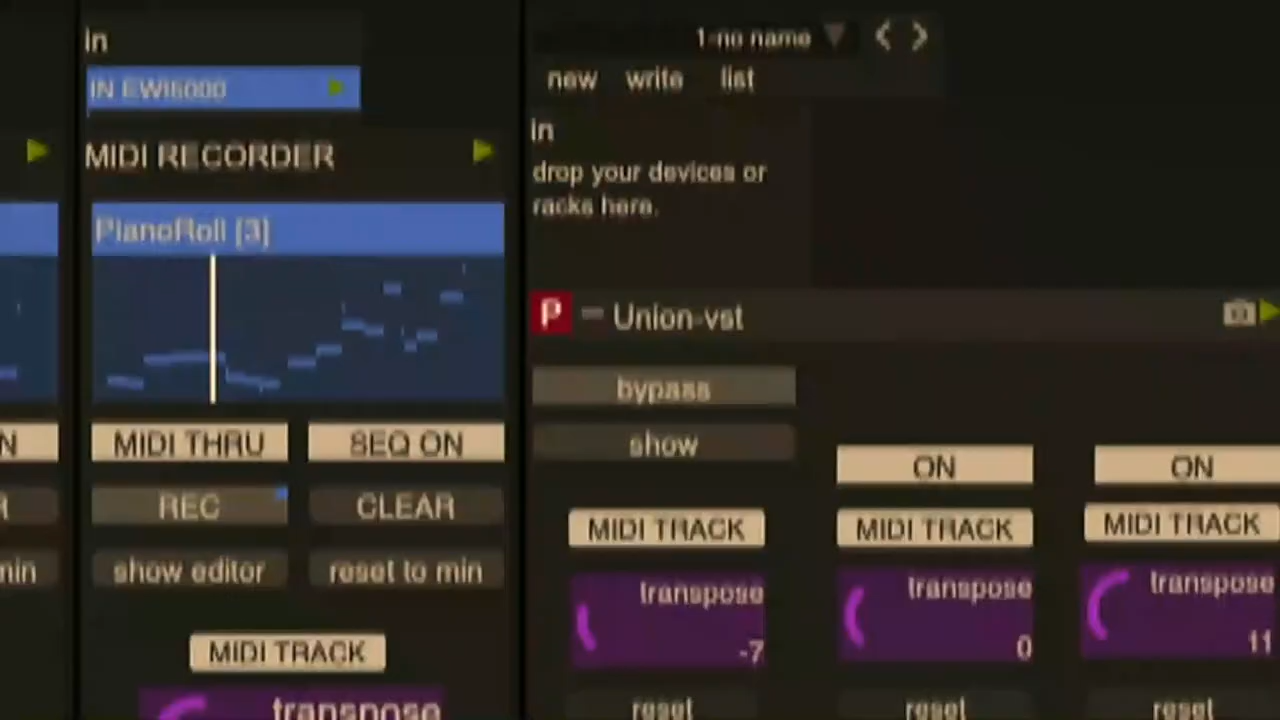 in
IN EWI5000
MIDI RECORDER
PianoRoll [3]
N
MIDI THRU
SEQ ON
R
REC
CLEAR
min
show editor
reset to min
MIDI TRACK
transpose
1-no name
< >
new write list
in
drop your devices or
racks here.
P
Union-vst
bypass
show
ON
ON
MIDI TRACK
MIDI TRACK
MIDI TRACK
transpose
transpose
transpose
-7
0
11
reset
reset
reset